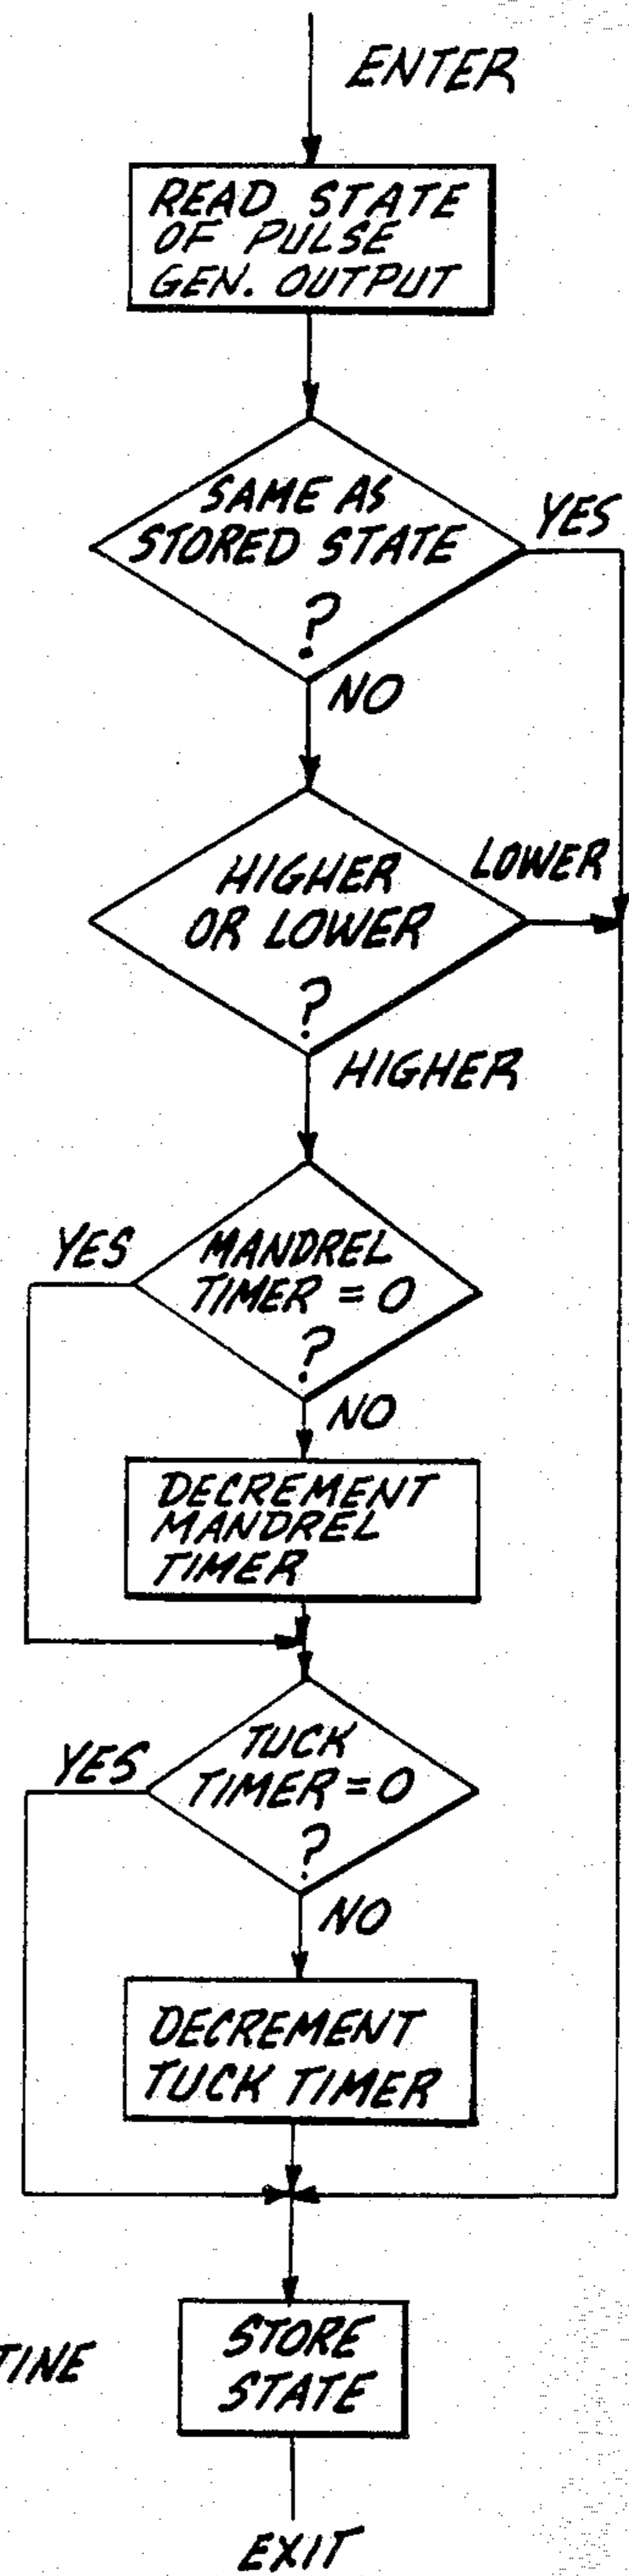 ENTER
READ STATE
OF PULSE
GEN. OUTPUT
SAME AS
STORED STATE
?
YES
NO
HIGHER
OR LOWER
?
LOWER
HIGHER
MANDREL
TIMER = 0
?
YES
NO
DECREMENT
MANDREL
TIMER
TUCK
TIMER = 0
?
YES
NO
DECREMENT
TUCK TIMER
STORE
STATE
TINE
EXIT